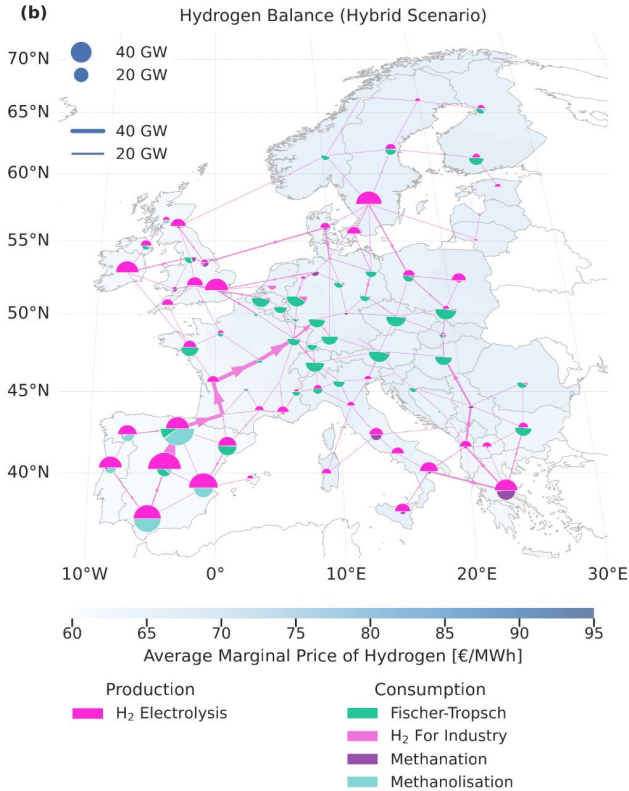 (b)
Hydrogen Balance (Hybrid Scenario)
40 GW
20 GW
40 GW
20 GW
70°N
65°N
60°N
55°N
50°N
45°N
40°N
10°W 0° 10°E 20°E 30°E
60 65 70 75 80 85 90 95
Average Marginal Price of Hydrogen [€/MWh]
Production
H₂ Electrolysis
Consumption
Fischer-Tropsch
H₂ For Industry
Methanation
Methanolisation